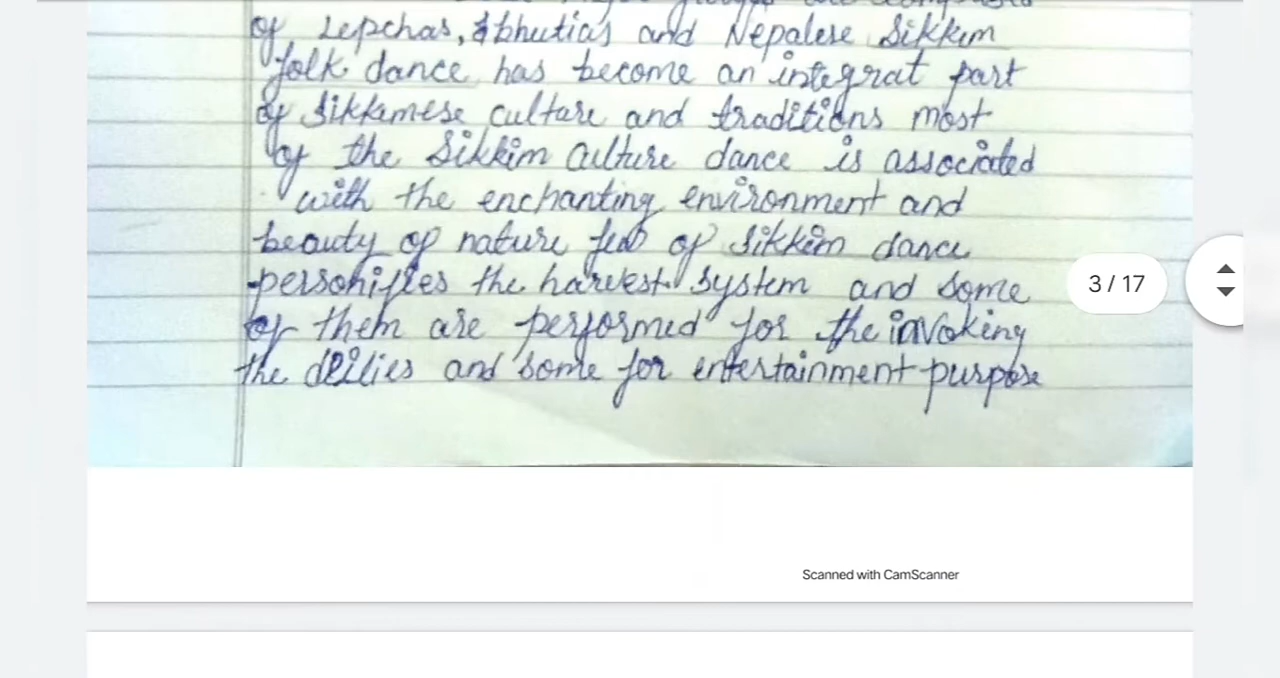 of Lepchas, bhutias and Nepalese Sikkim
folk dance has become an integrat part
of Sikkimese culture and traditions most
of the Sikkim Culture dance is associated
with the enchanting environment and
beauty of nature few of Sikkim dance
personifies the harvest system and some
of them are performed for the invoking
the deilies and some for entertainment purpose
3 / 17
Scanned with CamScanner